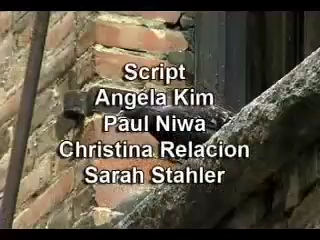 Script
Angela Kim
Paul Niwa
Christina Relacion
Sarah Stahler